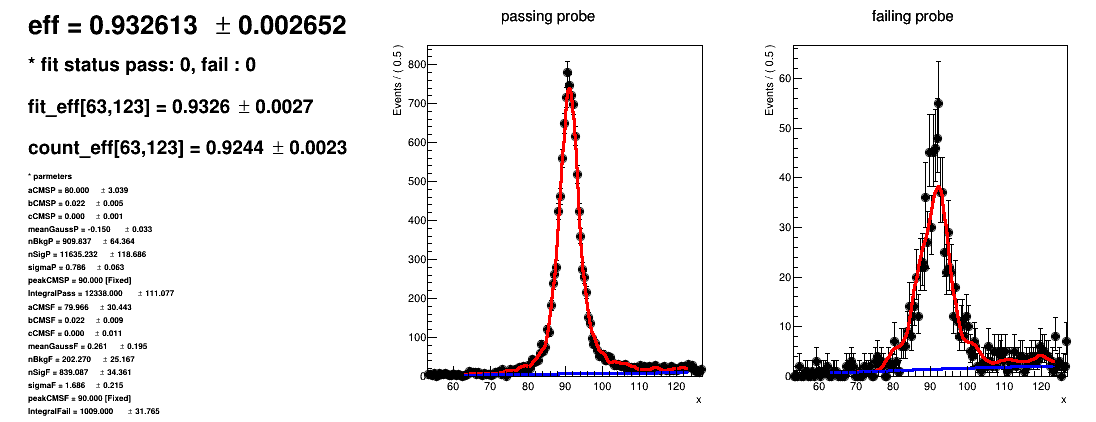 eff = 0.932613 ± 0.002652
* fit status pass: 0, fail : 0
fit_eff[63,123] = 0.9326 ± 0.0027
count_eff[63,123] = 0.9244 ± 0.0023
* parmeters
aCMSP = 80.000 ± 3.039
bCMSP = 0.022 ± 0.005
cCMSP = 0.000 ± 0.001
meanGaussP = -0.150 ± 0.033
nBkgP = 909.837 ± 64.364
nSigP = 11635.232 ± 118.686
sigmaP = 0.786 ± 0.063
peakCMSP = 90.000 [Fixed]
IntegralPass = 12338.000 ± 111.077
aCMSF = 79.966 ± 30.443
bCMSF = 0.022 ± 0.009
cCMSF = 0.000 ± 0.011
meanGaussF = 0.261 ± 0.195
nBkgF = 202.270 ± 25.167
nSigF = 839.087 ± 34.361
sigmaF = 1.686 ± 0.215
peakCMSF = 90.000 [Fixed]
IntegralFail = 1009.000 ± 31.765
passing probe
Events / ( 0.5 )
800
700
600
500
400
300
200
100
0
60 70 80 90 100 110 120
x
failing probe
Events / ( 0.5 )
60
50
40
30
20
10
0
60 70 80 90 100 110 120
x